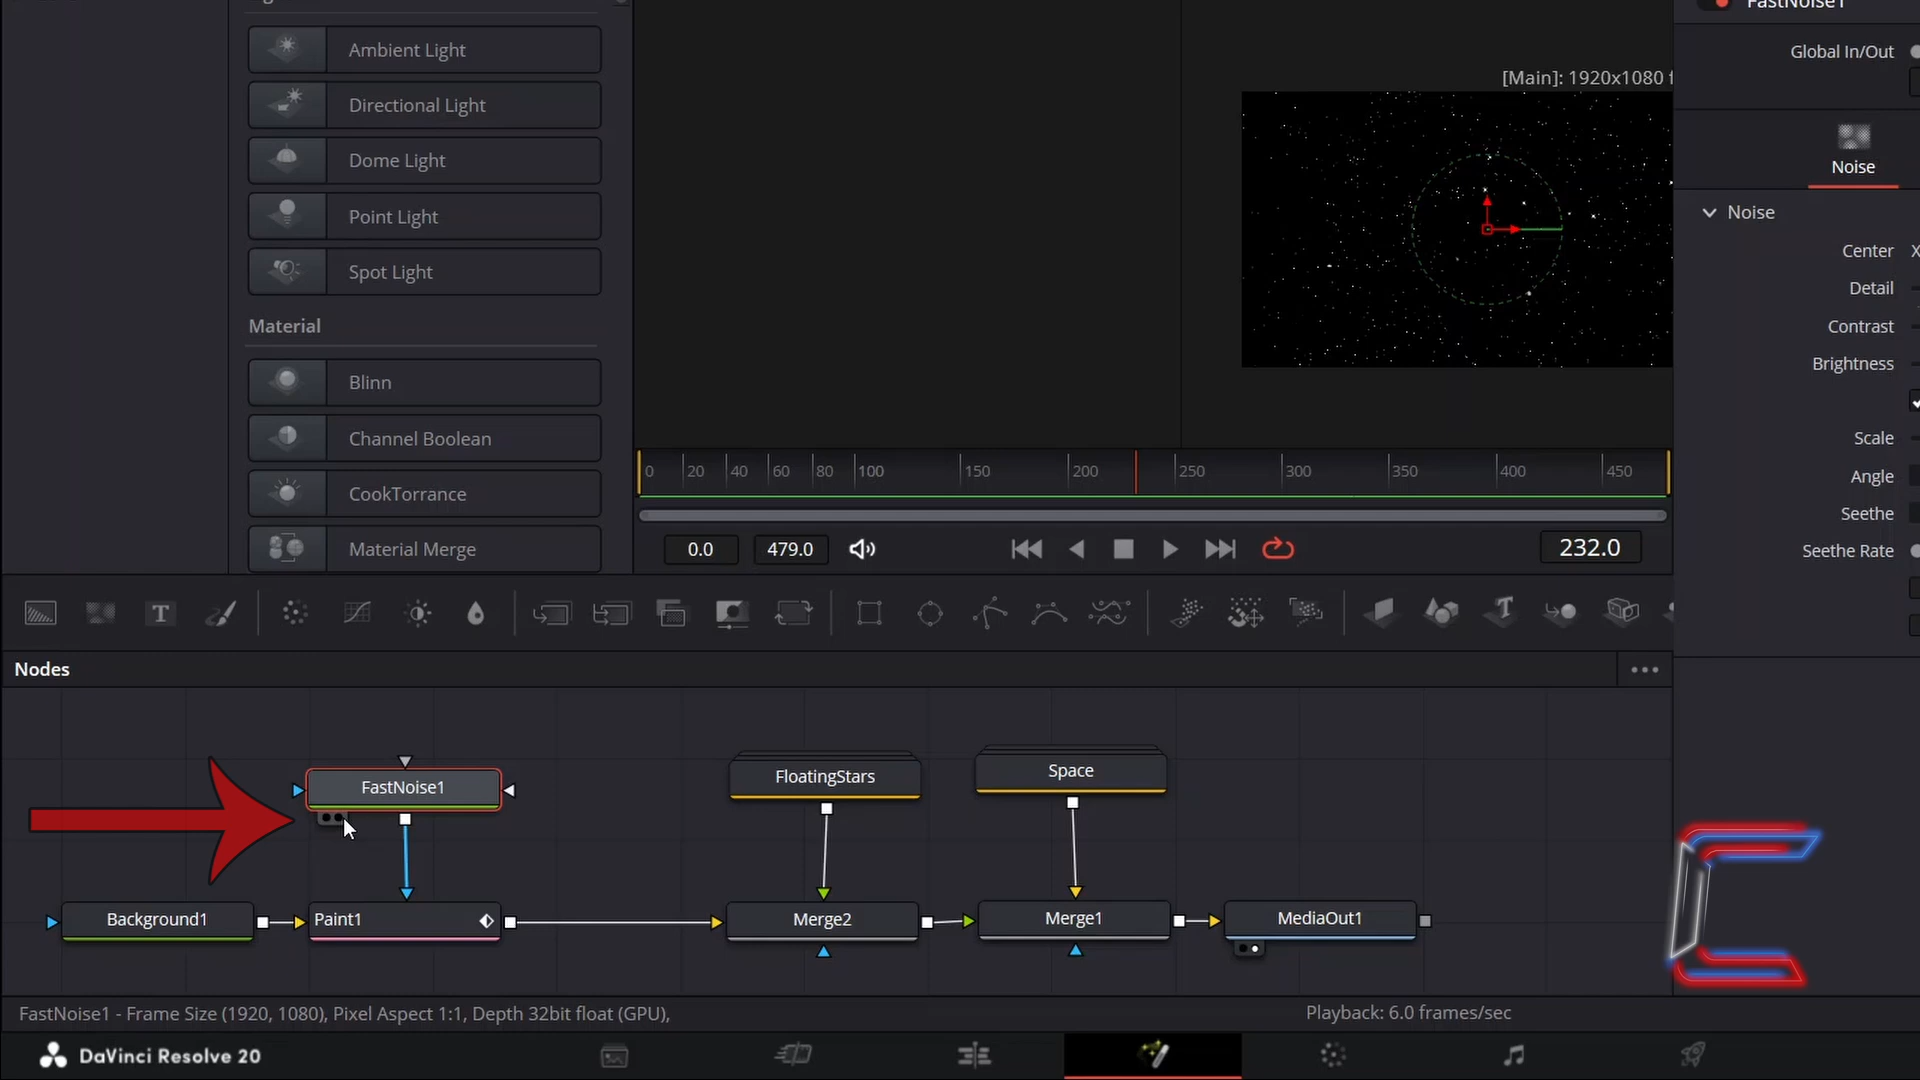 Ambient Light
Directional Light
Dome Light
Point Light
Spot Light
Material
Blinn
Channel Boolean
CookTorrance
Material Merge
[Main]: 1920x1080 f
0 20 40 60 80 100 150 200 250 300 350 400 450
0.0 479.0 232.0
FastNoise1
Global In/Out
Noise
Noise
Center X
Detail
Contrast
Brightness
Scale
Angle
Seethe
Seethe Rate
Nodes
FastNoise1
FloatingStars
Space
Background1
Paint1
Merge2
Merge1
MediaOut1
FastNoise1 - Frame Size (1920, 1080), Pixel Aspect 1:1, Depth 32bit float (GPU),
Playback: 6.0 frames/sec
DaVinci Resolve 20